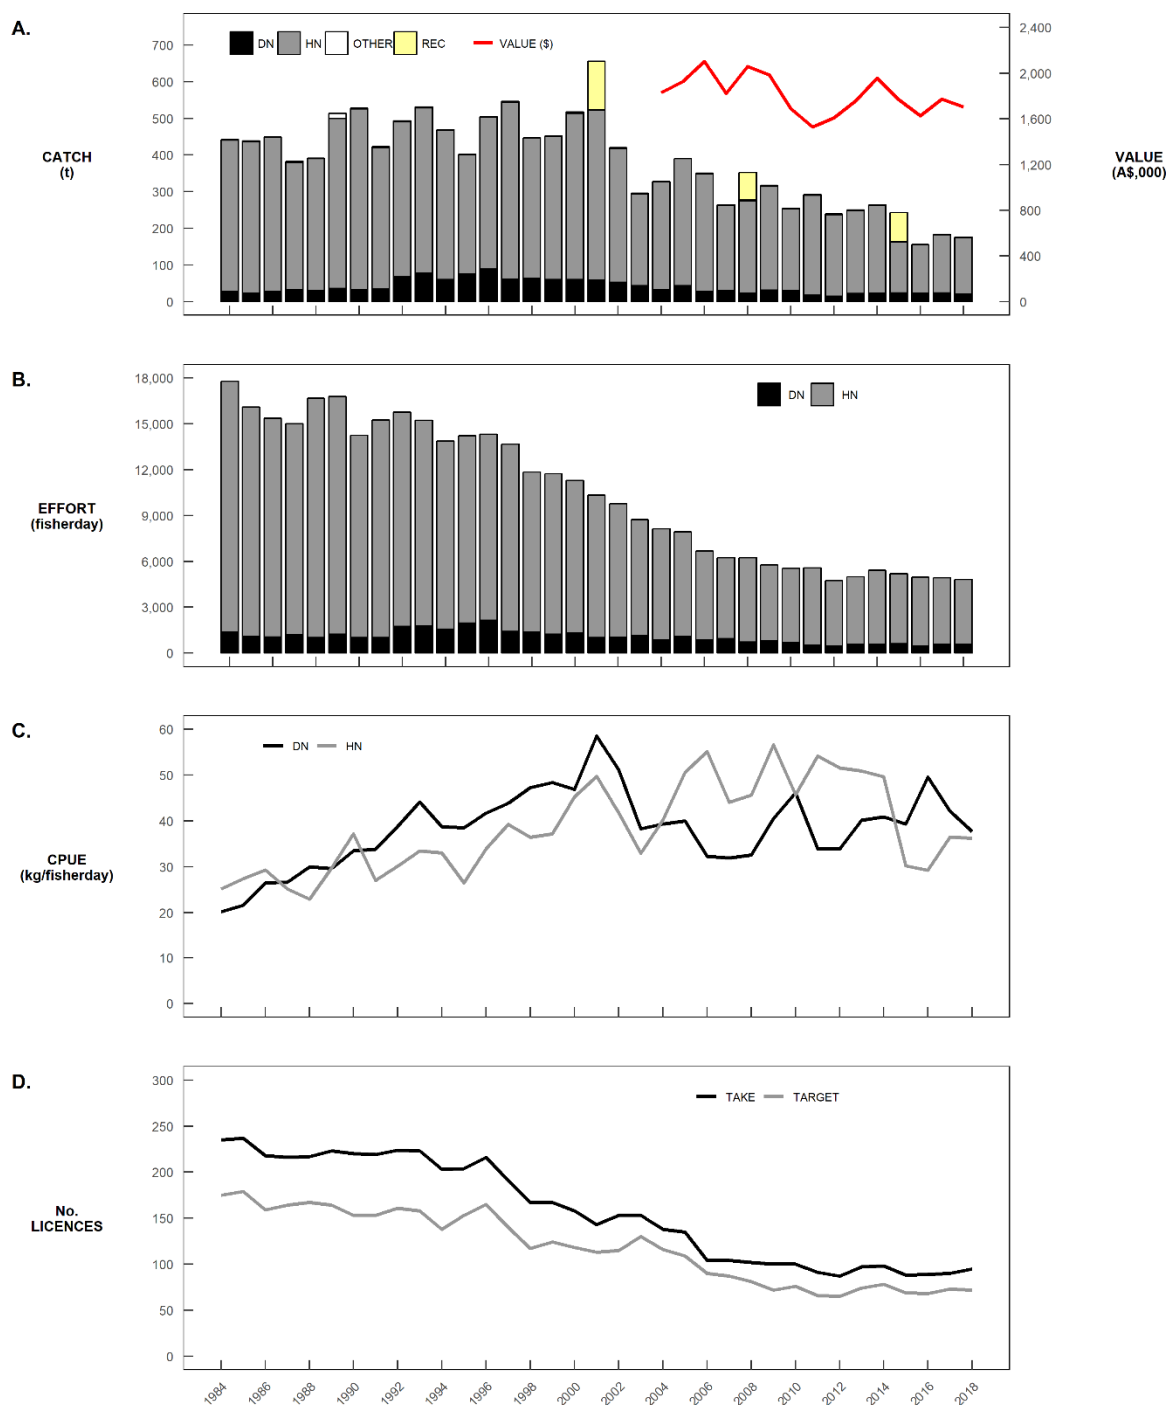 A.
DN HN OTHER REC VALUE ($)
CATCH
(t)
700
600
500
400
300
200
100
0
2,400
2,000
1,600
1,200
800
400
0
VALUE
(A$,000)
B.
DN HN
EFFORT
(fisherday)
18,000
15,000
12,000
9,000
6,000
3,000
0
C.
DN HN
CPUE
(kg/fisherday)
60
50
40
30
20
10
0
D.
TAKE TARGET
No.
LICENCES
300
250
200
150
100
50
0
1984 1986 1988 1990 1992 1994 1996 1998 2000 2002 2004 2006 2008 2010 2012 2014 2016 2018